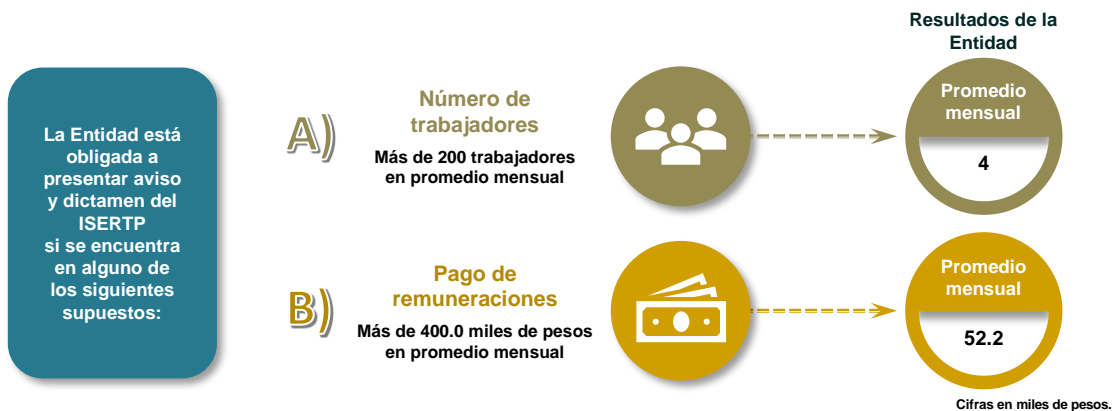 La Entidad está
obligada a
presentar aviso
y dictamen del
ISERTP
si se encuentra
en alguno de
los siguientes
supuestos:
A)
Número de
trabajadores
Más de 200 trabajadores
en promedio mensual
Resultados de la
Entidad
Promedio
mensual
4
B)
Pago de
remuneraciones
Más de 400.0 miles de pesos
en promedio mensual
Promedio
mensual
52.2
Cifras en miles de pesos.